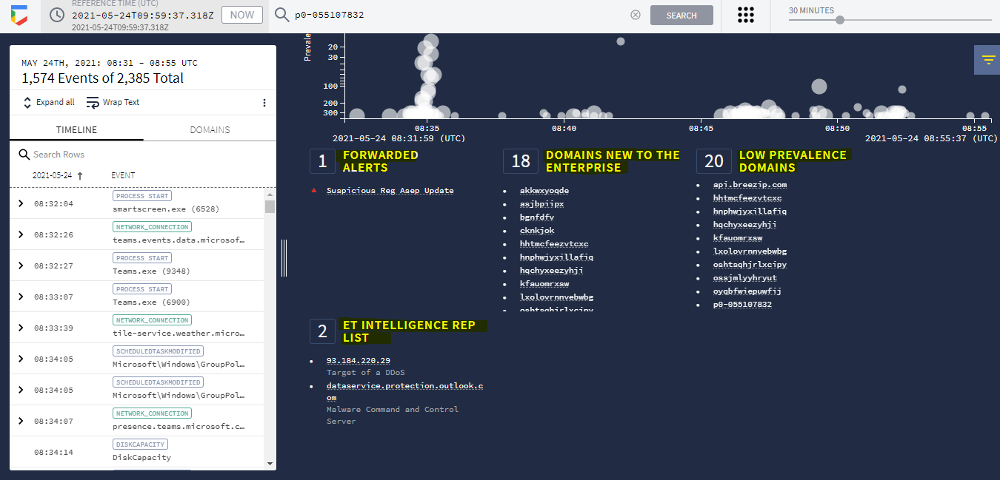 REFERENCE TIME (UTC)
2021-05-24T09:59:37.318Z
NOW
2021-05-24T09:59:37.318Z
p0-055107832
SEARCH
30 MINUTES
MAY 24TH, 2021: 08:31 - 08:55 UTC
1,574 Events of 2,385 Total
Expand all
Wrap Text
TIMELINE
DOMAINS
Search Rows
2021-05-24
EVENT
08:32:04
PROCESS START
smartscreen.exe (6528)
08:32:26
NETWORK_CONNECTION
teams.events.data.microsof…
08:32:27
PROCESS START
Teams.exe (9348)
08:33:07
PROCESS START
Teams.exe (6900)
08:33:39
NETWORK_CONNECTION
tile-service.weather.micro…
08:34:05
SCHEDULEDTASKMODIFIED
Microsoft\Windows\GroupPol…
08:34:05
SCHEDULEDTASKMODIFIED
Microsoft\Windows\GroupPol…
08:34:07
NETWORK_CONNECTION
presence.teams.microsoft.c…
08:34:14
DISKCAPACITY
DiskCapacity
20
30
100
200
300
08:35
08:40
08:45
08:50
08:55
2021-05-24 08:31:59 (UTC)
2021-05-24 08:55:37 (UTC)
1
FORWARDED
ALERTS
Suspicious Reg Asep Update
18
DOMAINS NEW TO THE
ENTERPRISE
akkwxyoqde
asjbpiipx
bgnfdfv
cknkjok
hhtmcfeezvtcxc
hnphwjyxillafiq
hqchyxeezyhji
kfauomrxsw
lxolovrnnvebwbg
oshtsqhjrlxcipy
20
LOW PREVALENCE
DOMAINS
api.breezip.com
hhtmcfeezvtcxc
hnphwjyxillafiq
hqchyxeezyhji
kfauomrxsw
lxolovrnnvebwbg
oshtsqhjrlxcipy
ossjmlyyhryut
oyqbfwiepuwfij
p0-055107832
2
ET INTELLIGENCE REP
LIST
93.184.220.29
Target of a DDoS
dataservice.protection.outlook.c
om
Malware Command and Control
Server